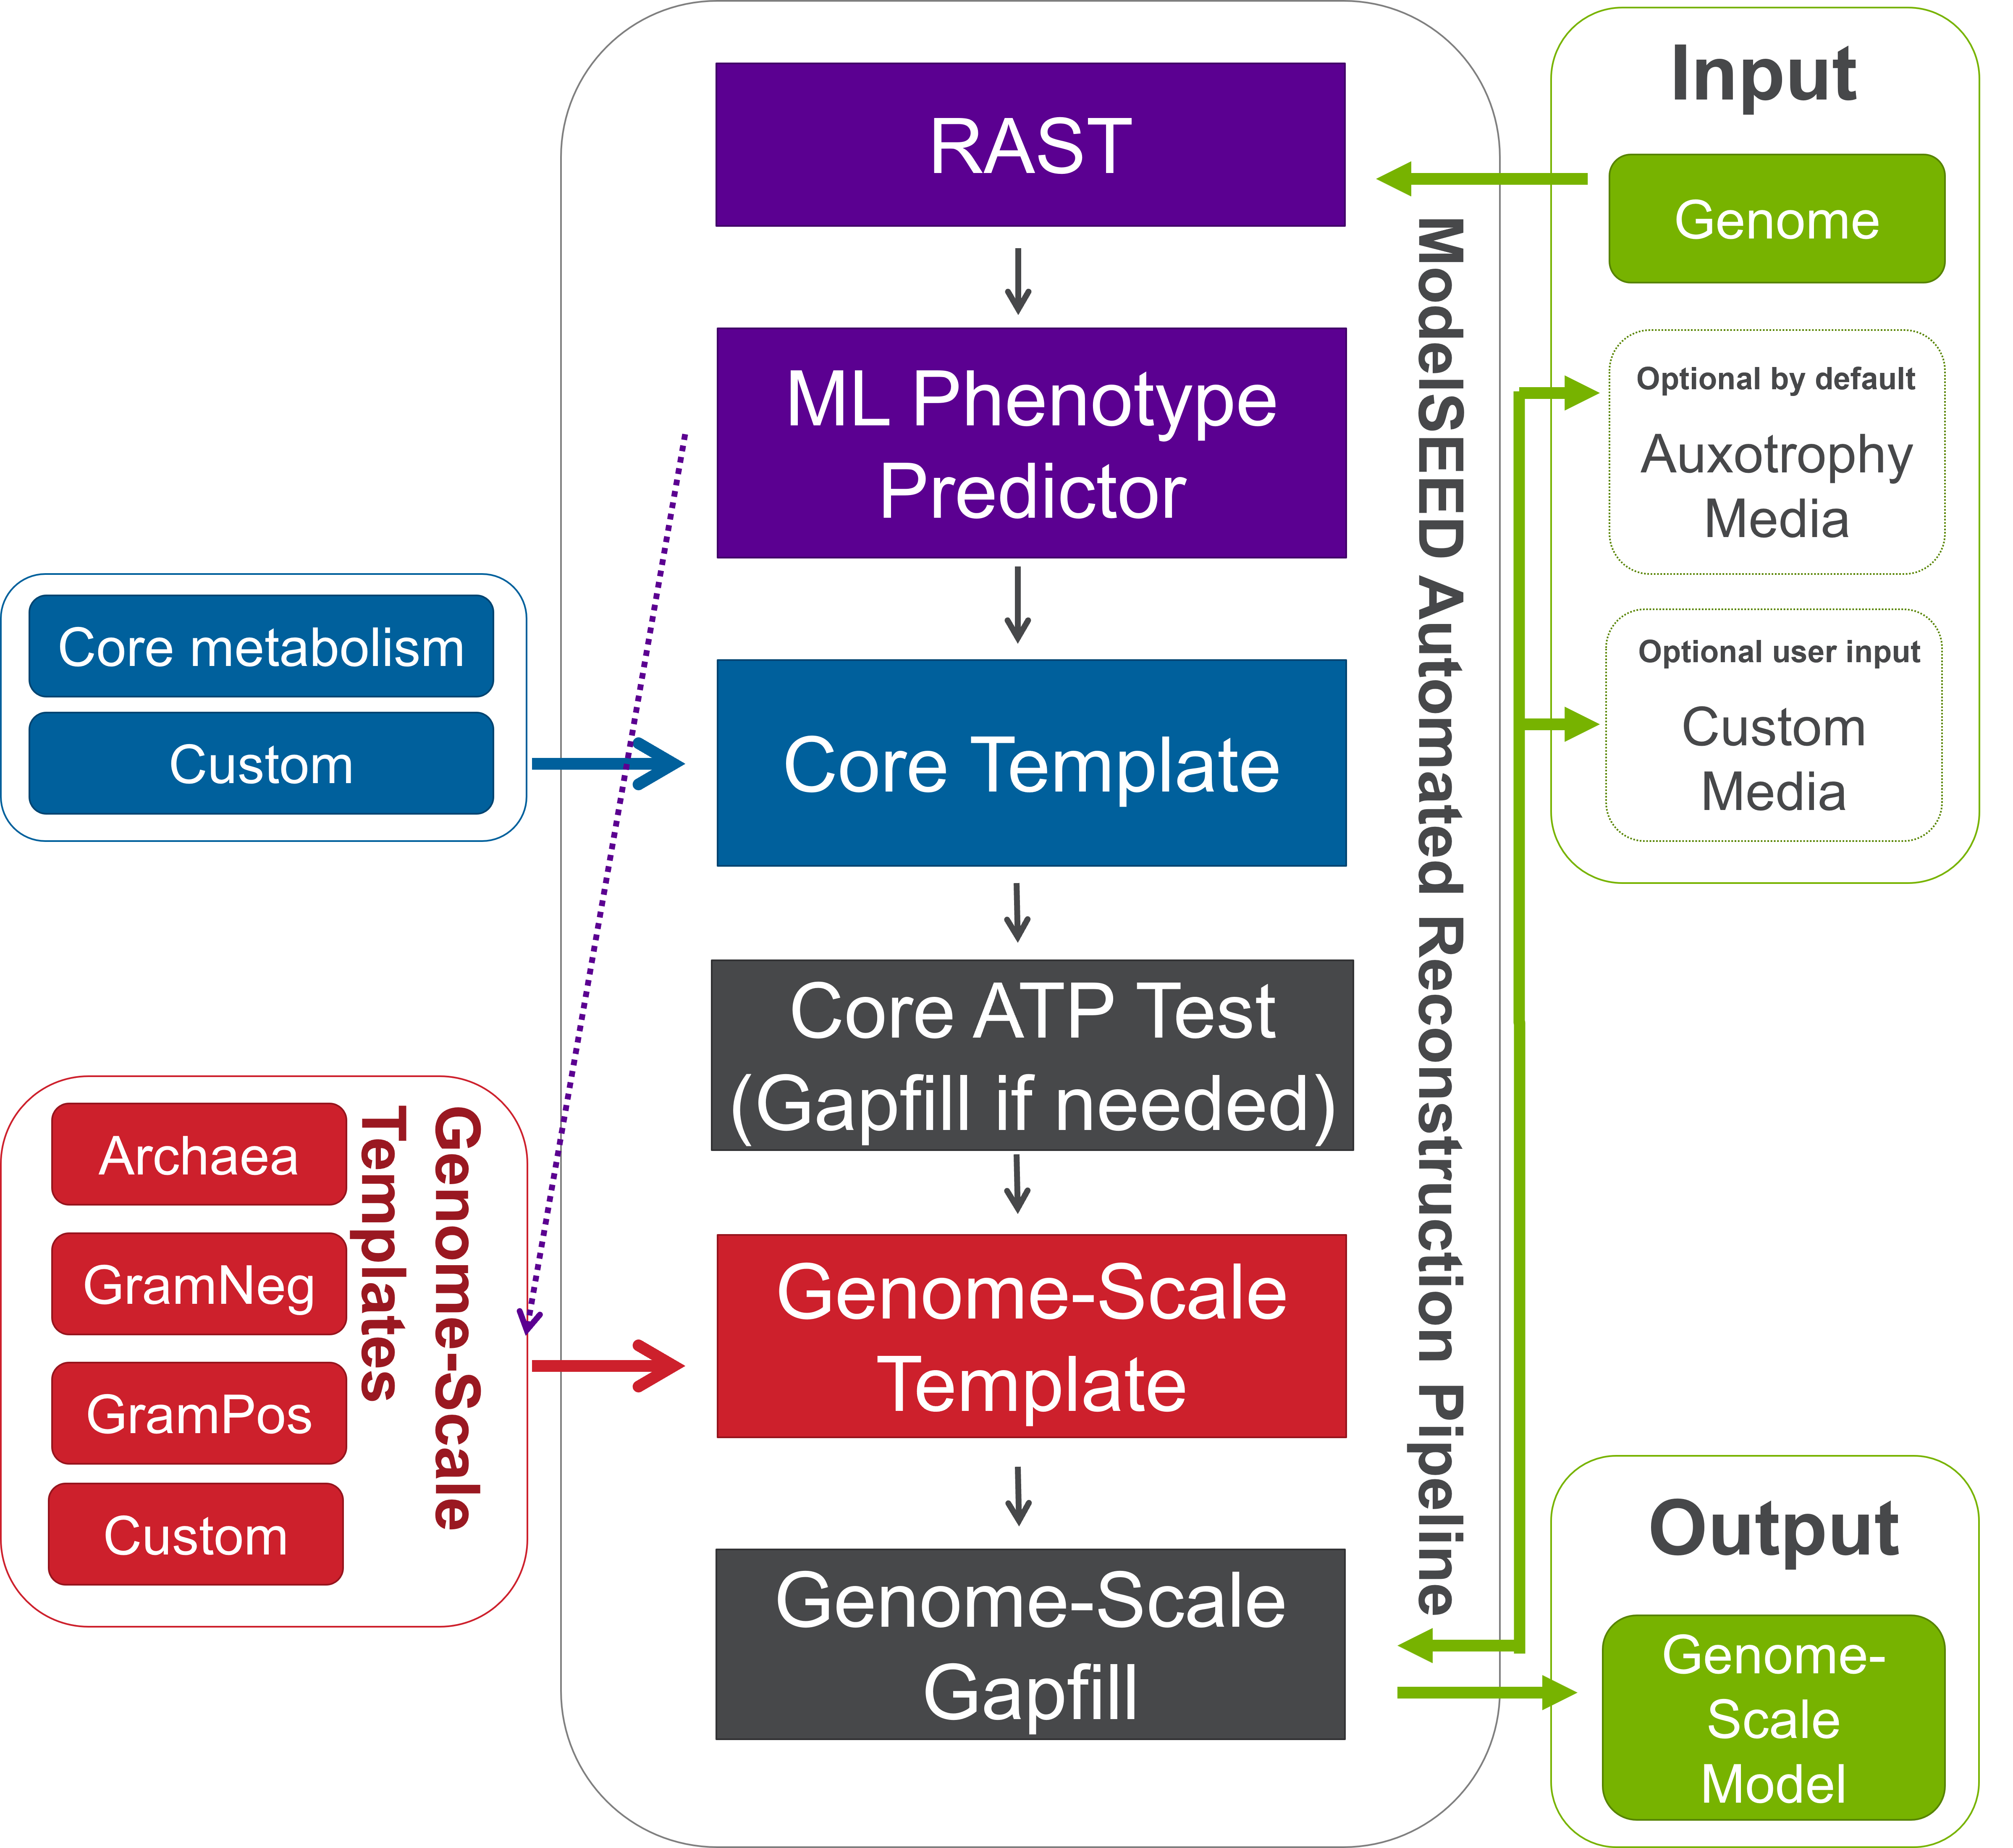 RAST
ML Phenotype
Predictor
Core Template
Core ATP Test
(Gapfill if needed)
Genome-Scale
Template
Genome-Scale
Gapfill
ModelSEED Automated Reconstruction Pipeline
Core metabolism
Custom
Genome-Scale
Templates
Archaea
GramNeg
GramPos
Custom
Input
Genome
Optional by default
Auxotrophy
Media
Optional user input
Custom
Media
Output
Genome-
Scale
Model